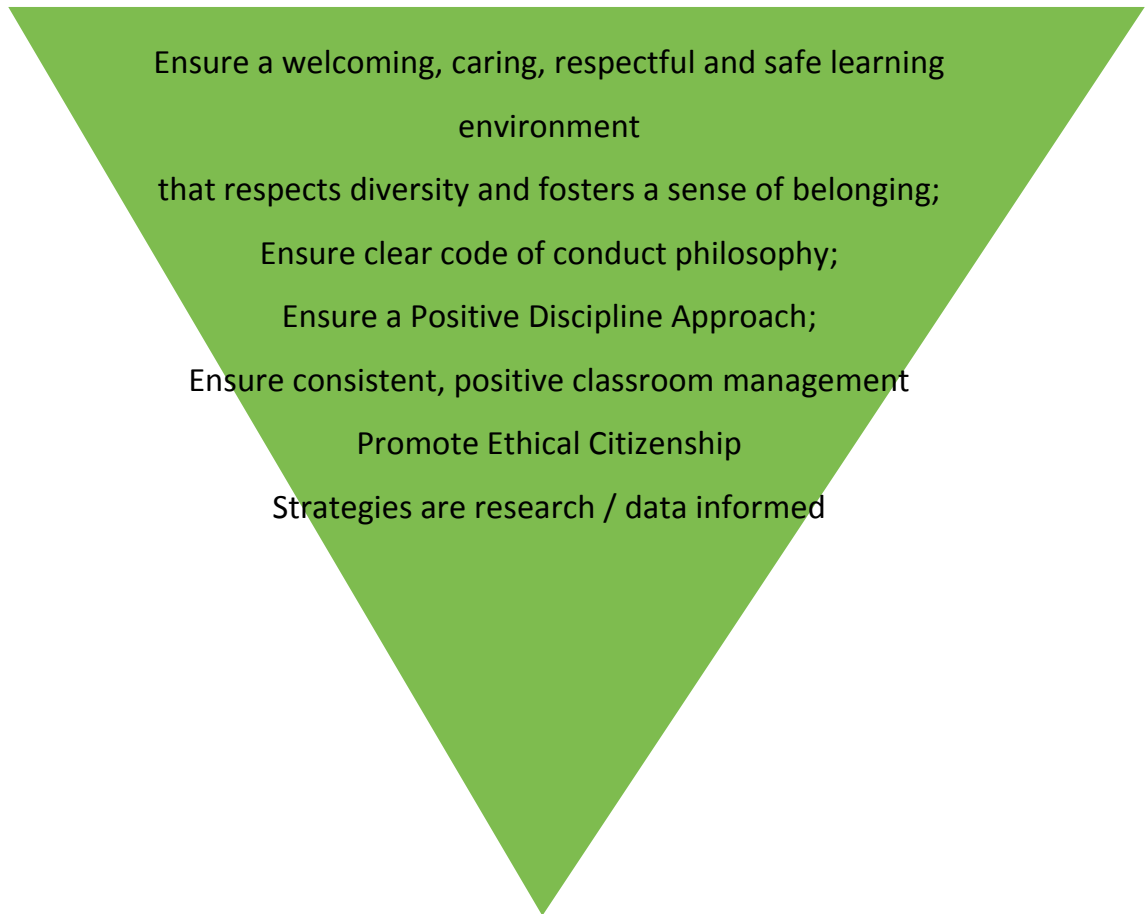 Ensure a welcoming, caring, respectful and safe learning
environment
that respects diversity and fosters a sense of belonging;
Ensure clear code of conduct philosophy;
Ensure a Positive Discipline Approach;
Ensure consistent, positive classroom management
Promote Ethical Citizenship
Strategies are research / data informed